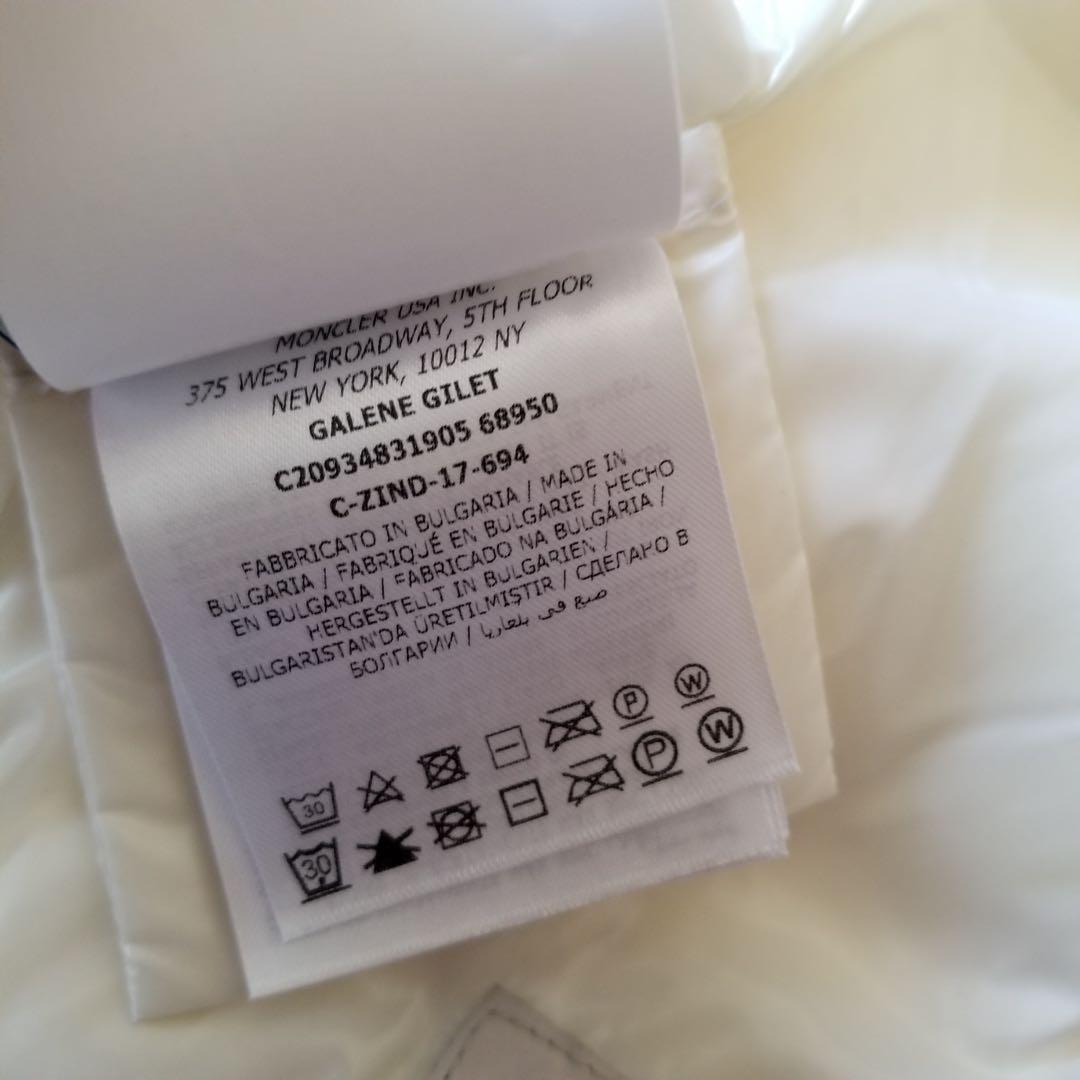 MONCLER USA INC.
375 WEST BROADWAY, 5TH FLOOR
NEW YORK, 10012 NY
GALENE GILET
C20934831905 68950
C-ZIND-17-694
FABBRICATO IN BULGARIA / MADE IN
BULGARIA / FABRIQUÉ EN BULGARIE / HECHO
EN BULGARIA / FABRICADO NA BULGÁRIA /
HERGESTELLT IN BULGARIEN /
BULGARISTAN'DA ÜRETILMIŞTIR / СДЕЛАНО В
БОЛГАРИИ / صنع في بلغاريا
30 P W
30 P W